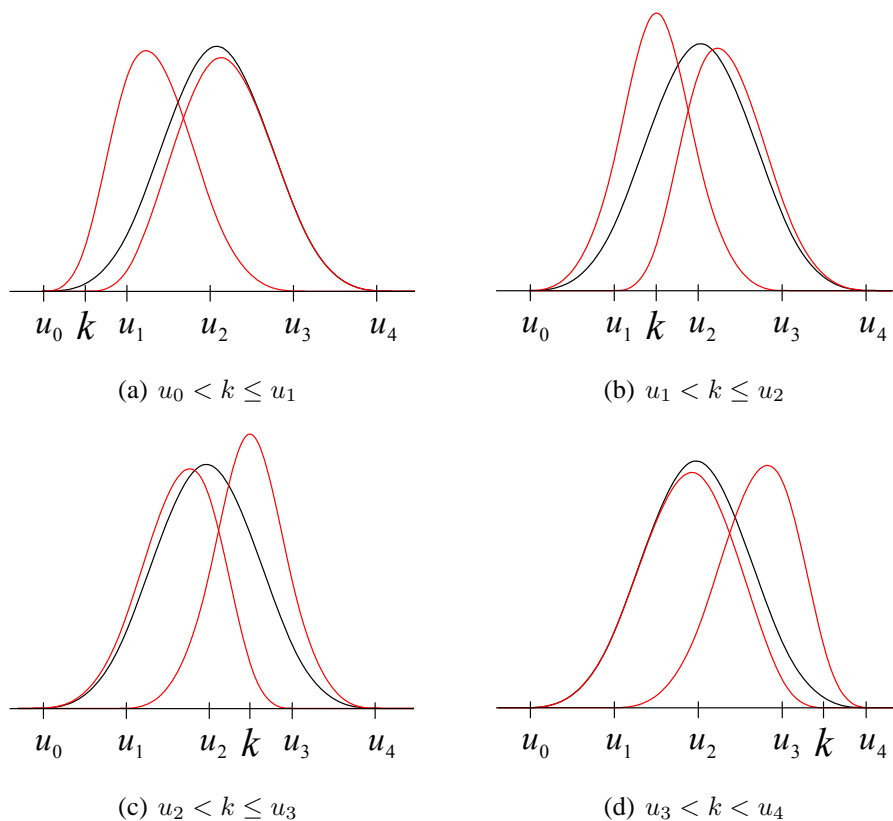 u₀ k u₁ u₂ u₃ u₄
(a) u₀ < k ≤ u₁
u₀ u₁ k u₂ u₃ u₄
(b) u₁ < k ≤ u₂
u₀ u₁ u₂ k u₃ u₄
(c) u₂ < k ≤ u₃
u₀ u₁ u₂ u₃ k u₄
(d) u₃ < k < u₄